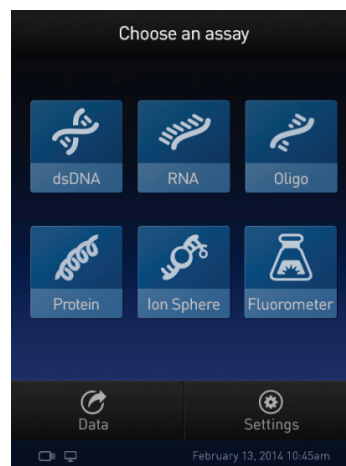 Choose an assay
dsDNA RNA Oligo
Protein Ion Sphere Fluorometer
Data Settings
February 13, 2014 10:45am